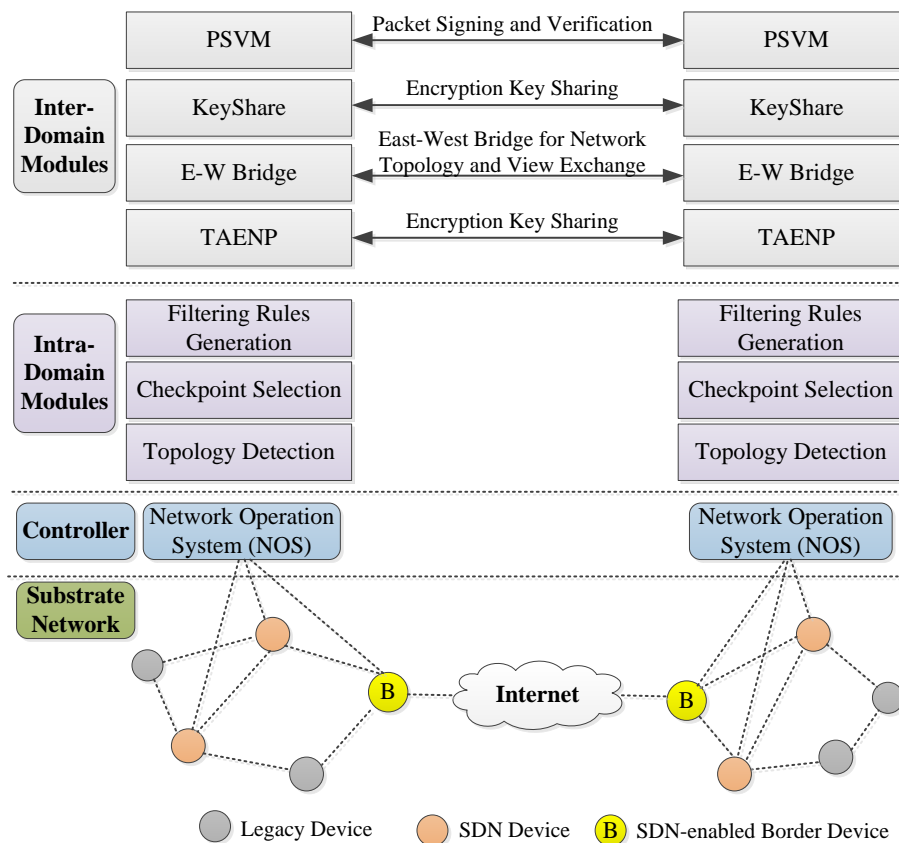 PSVM
Packet Signing and Verification
PSVM
Inter-
Domain
Modules
KeyShare
Encryption Key Sharing
KeyShare
E-W Bridge
East-West Bridge for Network
Topology and View Exchange
E-W Bridge
TAENP
Encryption Key Sharing
TAENP
Intra-
Domain
Modules
Filtering Rules
Generation
Filtering Rules
Generation
Checkpoint Selection
Checkpoint Selection
Topology Detection
Topology Detection
Controller
Network Operation
System (NOS)
Network Operation
System (NOS)
Substrate
Network
B
Internet
B
Legacy Device
SDN Device
B
SDN-enabled Border Device